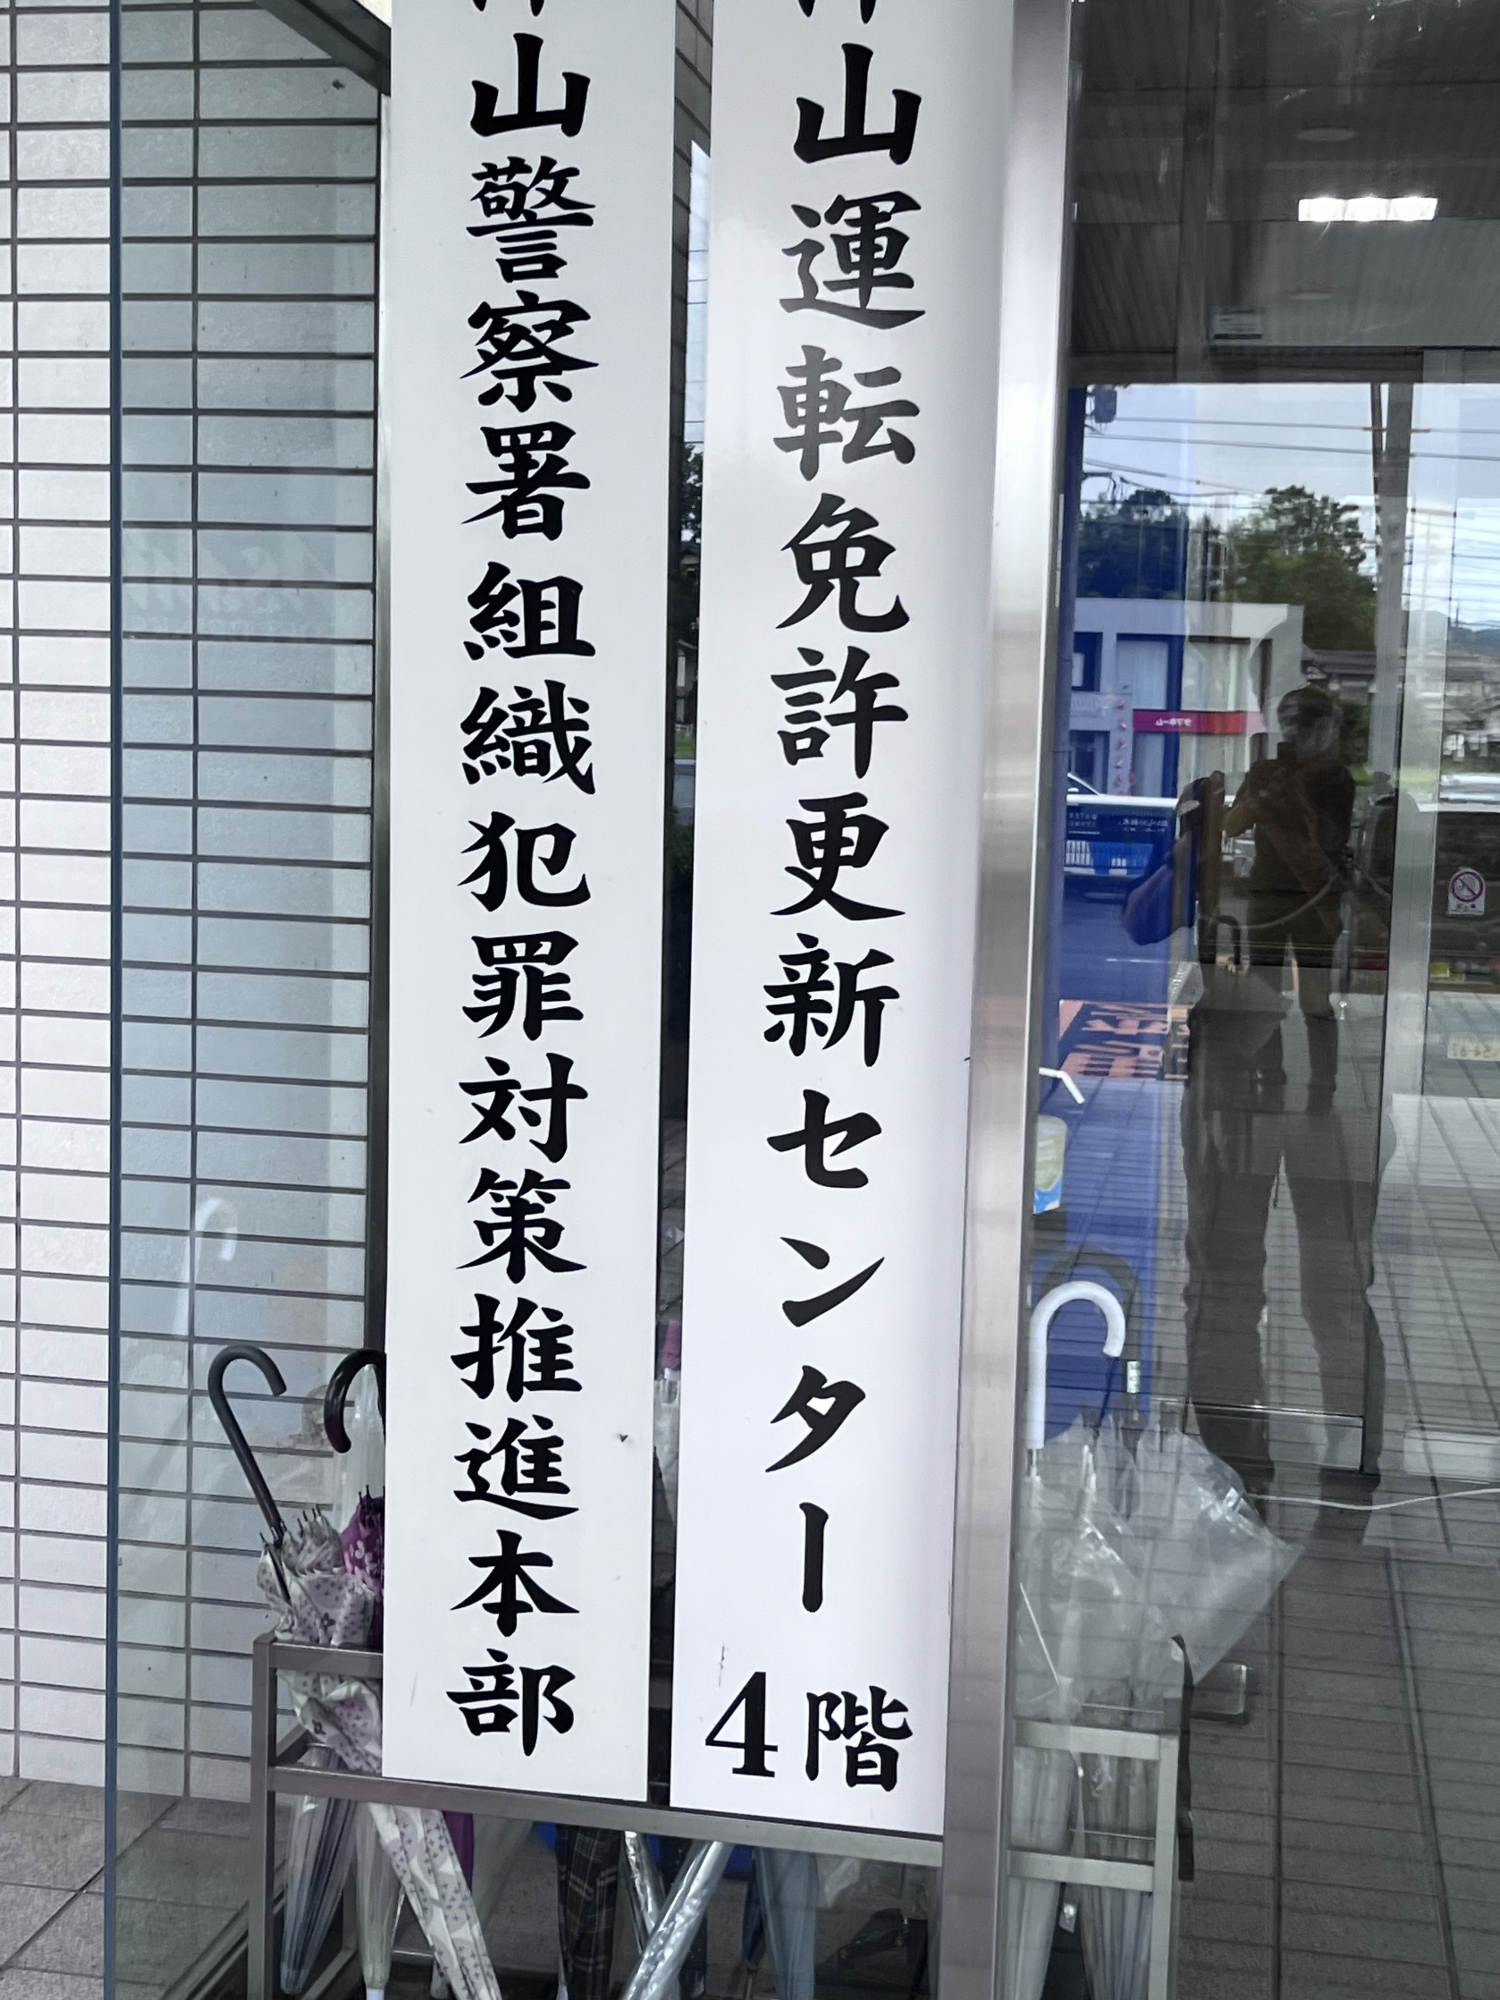 山運転免許更新センター
4階
山警察署組織犯罪対策推進本部